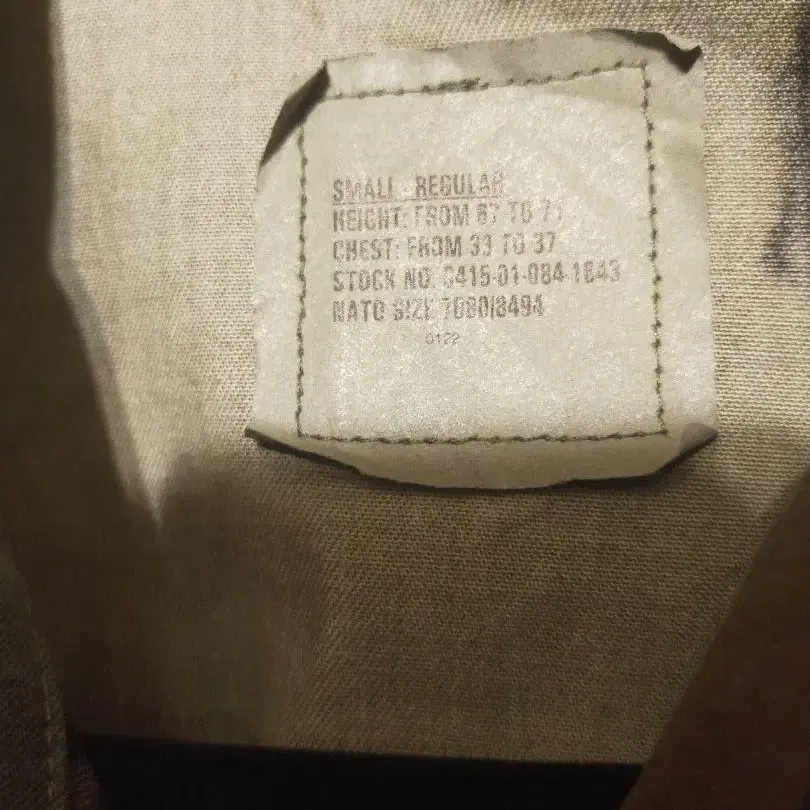 SMALL REGULAR
HEIGHT: FROM 67 TO 71
CHEST: FROM 33 TO 37
STOCK NO. 8415-01-084-1643
NATO SIZE 7080/8494
0122